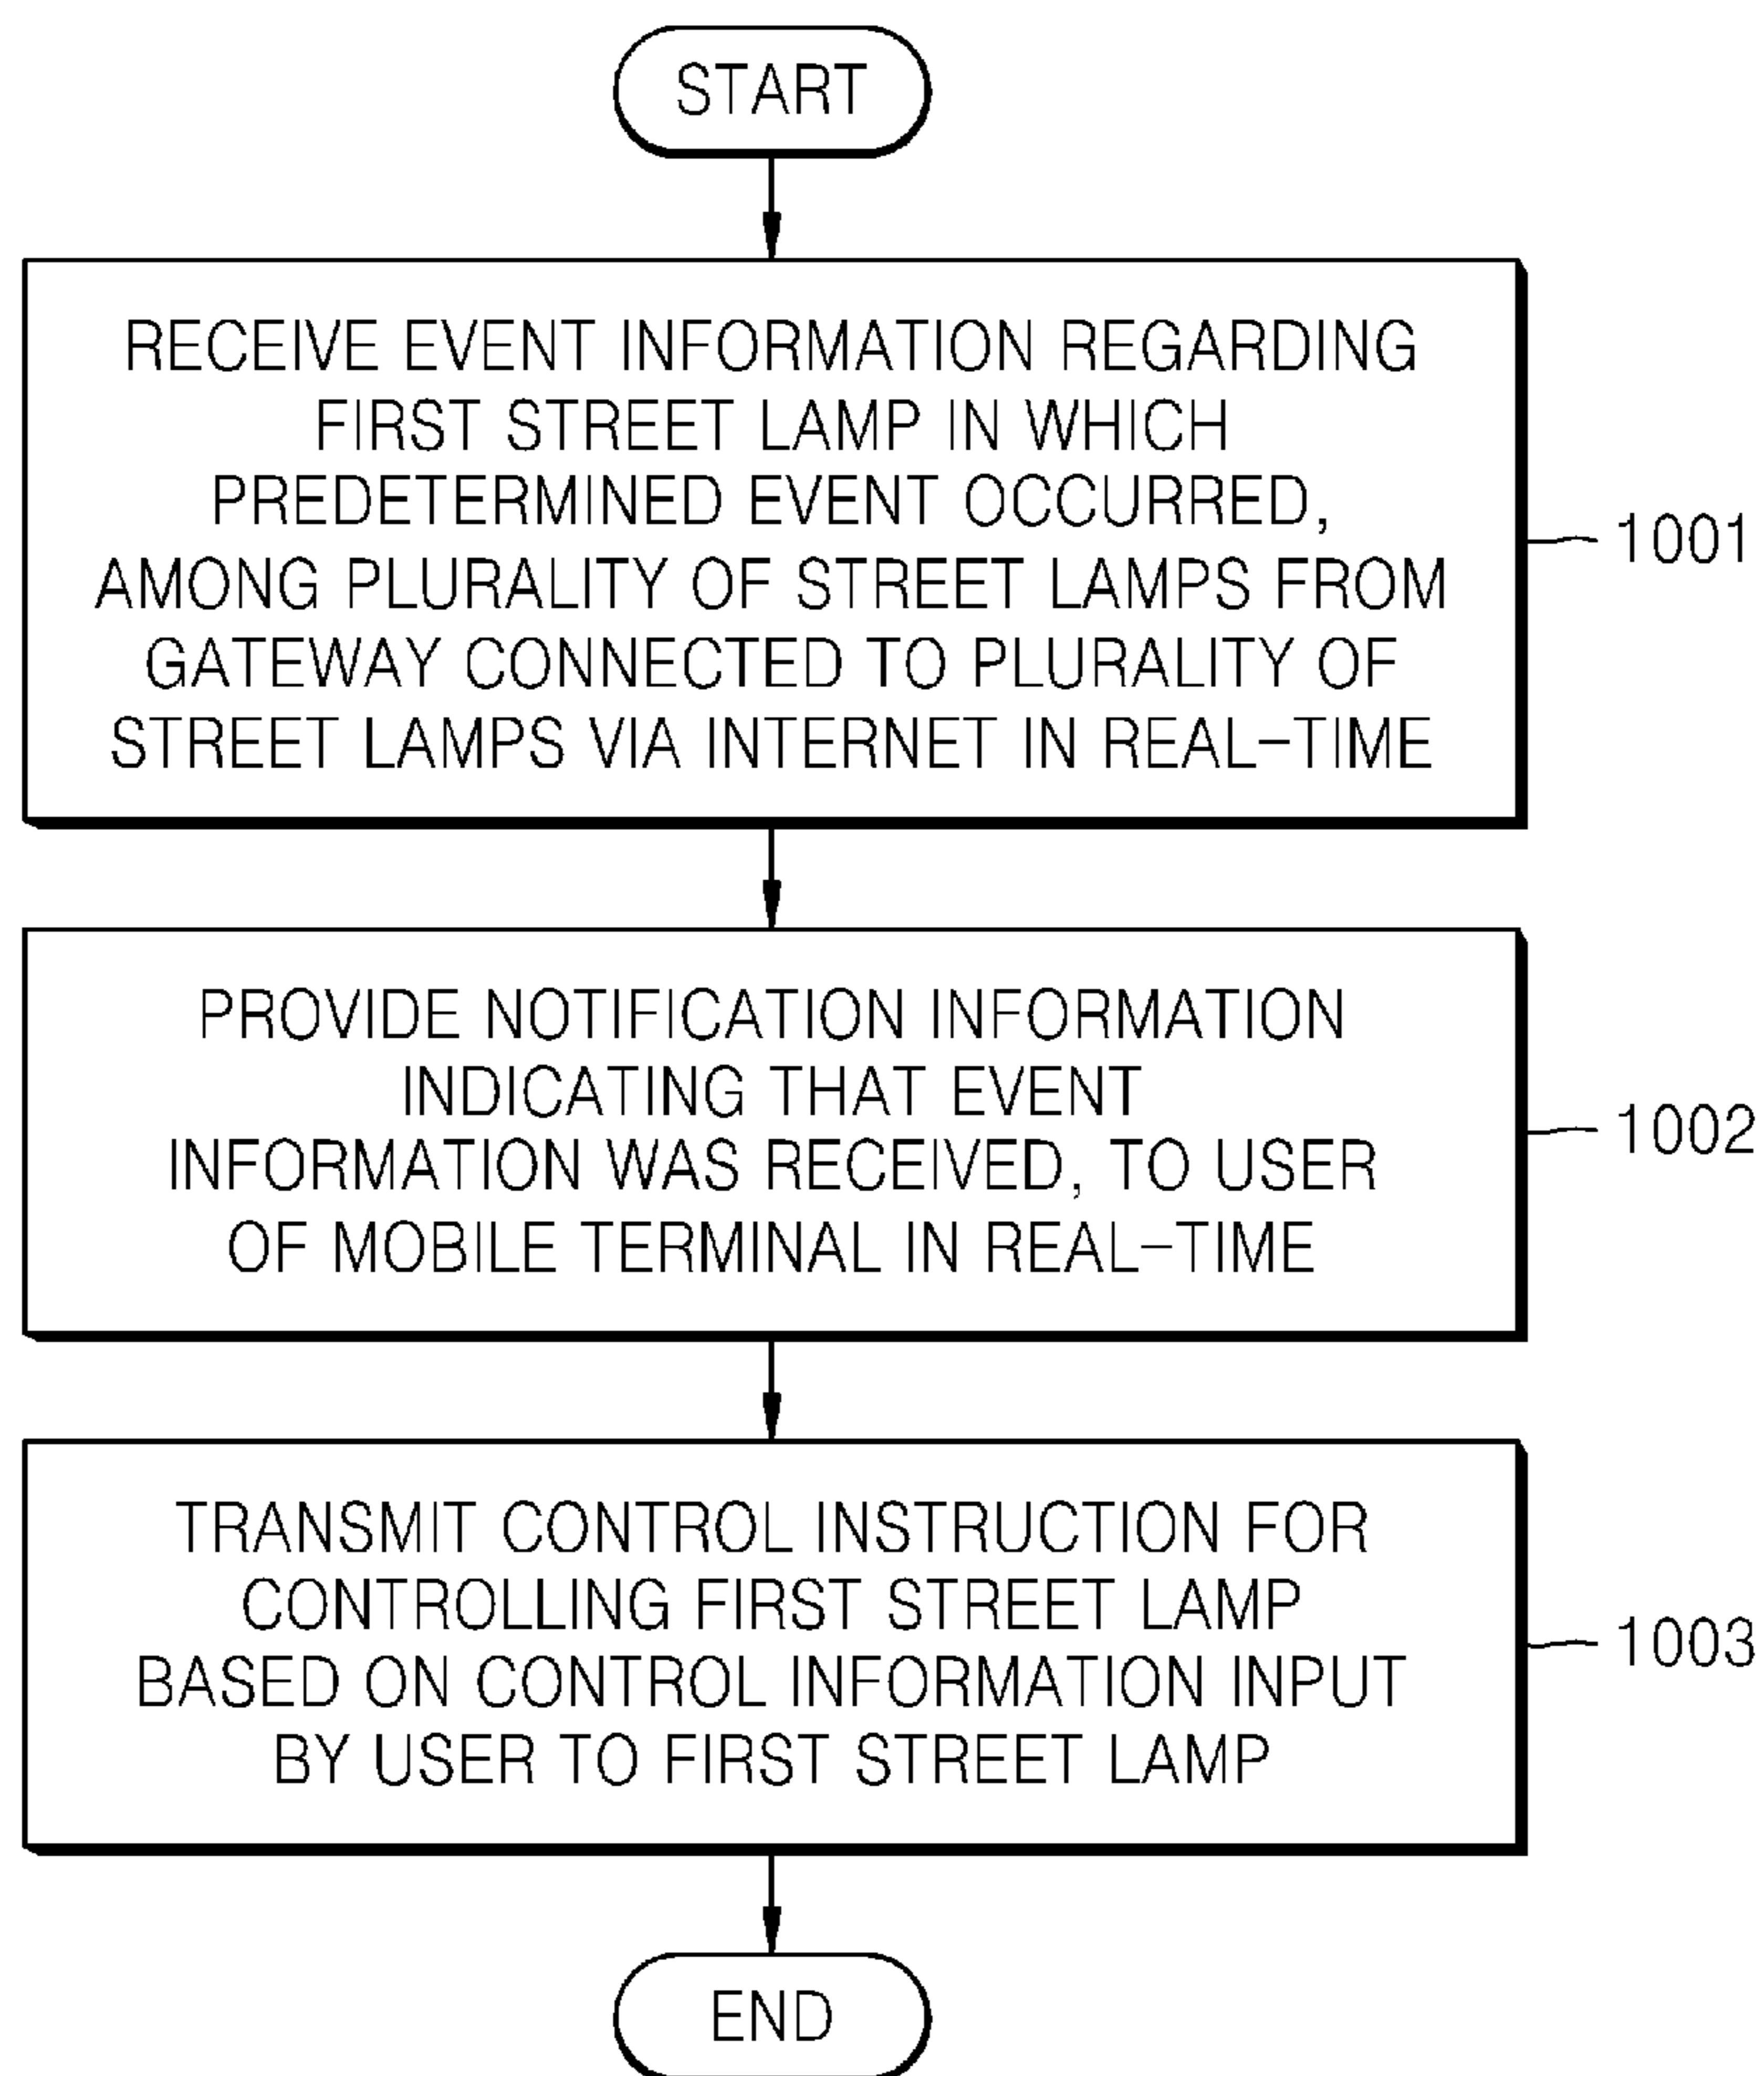 START
RECEIVE EVENT INFORMATION REGARDING
FIRST STREET LAMP IN WHICH
PREDETERMINED EVENT OCCURRED,
AMONG PLURALITY OF STREET LAMPS FROM
GATEWAY CONNECTED TO PLURALITY OF
STREET LAMPS VIA INTERNET IN REAL-TIME
1001
PROVIDE NOTIFICATION INFORMATION
INDICATING THAT EVENT
INFORMATION WAS RECEIVED, TO USER
OF MOBILE TERMINAL IN REAL-TIME
1002
TRANSMIT CONTROL INSTRUCTION FOR
CONTROLLING FIRST STREET LAMP
BASED ON CONTROL INFORMATION INPUT
BY USER TO FIRST STREET LAMP
1003
END